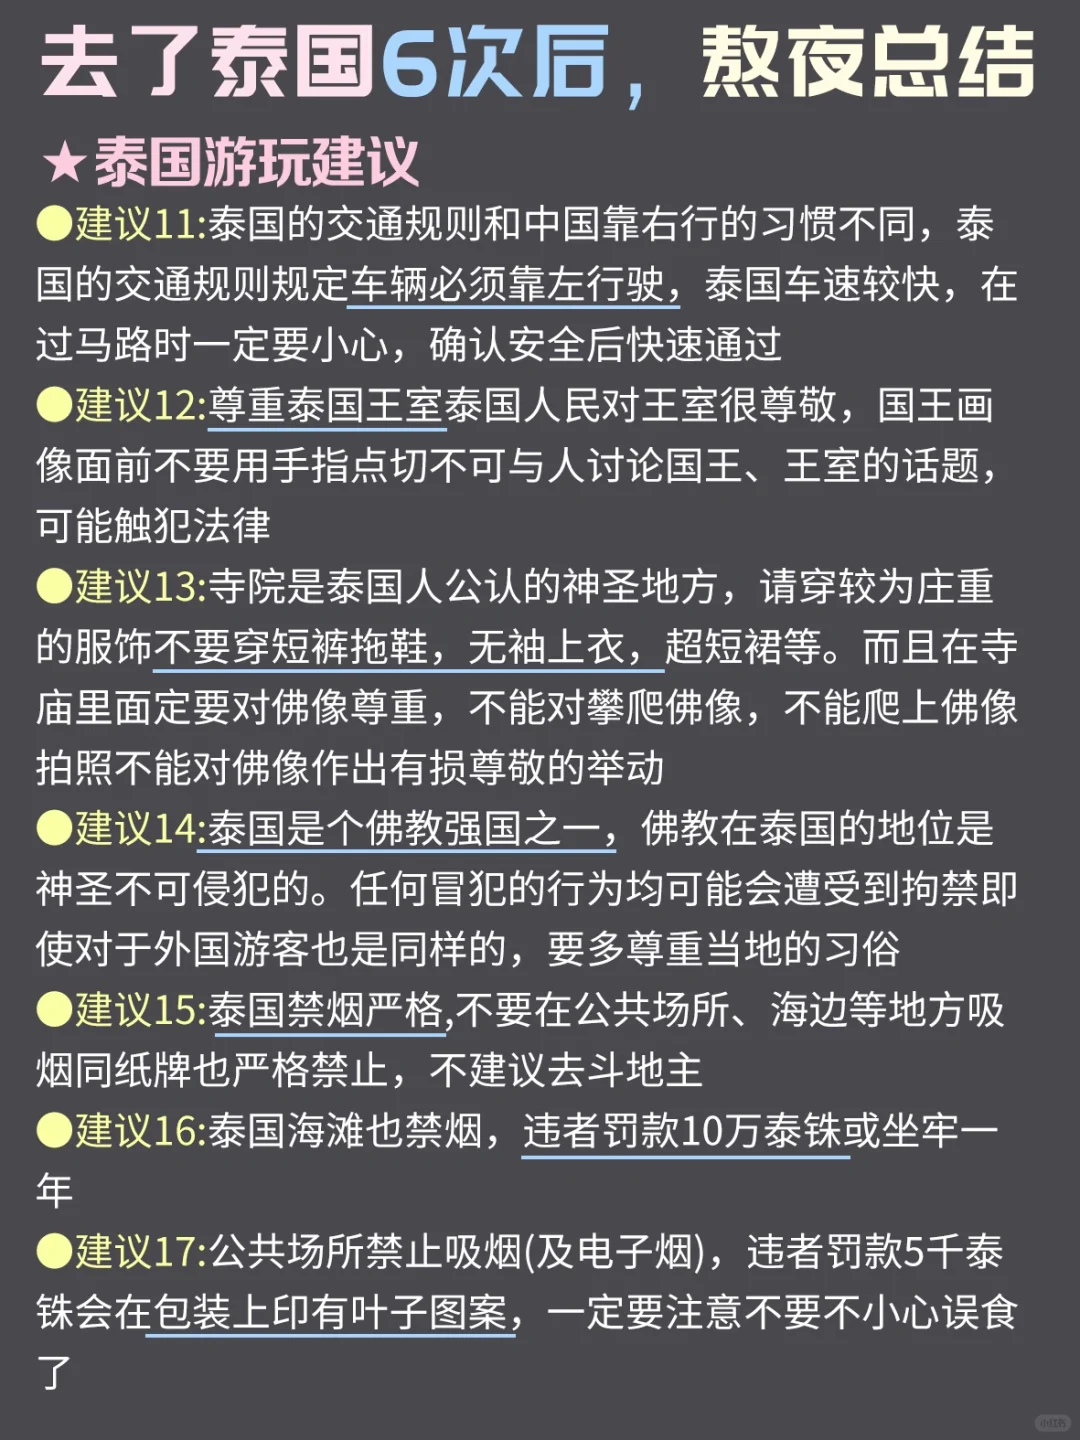 去了泰国6次后，熬夜总结
★泰国游玩建议
●建议11:泰国的交通规则和中国靠右行的习惯不同，泰
国的交通规则规定车辆必须靠左行驶，泰国车速较快，在
过马路时一定要小心，确认安全后快速通过
●建议12:尊重泰国王室泰国人民对王室很尊敬，国王画
像面前不要用手指点切不可与人讨论国王、王室的话题，
可能触犯法律
●建议13:寺院是泰国人公认的神圣地方，请穿较为庄重
的服饰不要穿短裤拖鞋，无袖上衣，超短裙等。而且在寺
庙里面定要对佛像尊重，不能对攀爬佛像，不能爬上佛像
拍照不能对佛像作出有损尊敬的举动
●建议14:泰国是个佛教强国之一，佛教在泰国的地位是
神圣不可侵犯的。任何冒犯的行为均可能会遭受到拘禁即
使对于外国游客也是同样的，要多尊重当地的习俗
●建议15:泰国禁烟严格,不要在公共场所、海边等地方吸
烟同纸牌也严格禁止，不建议去斗地主
●建议16:泰国海滩也禁烟，违者罚款10万泰铢或坐牢一
年
●建议17:公共场所禁止吸烟(及电子烟)，违者罚款5千泰
铢会在包装上印有叶子图案，一定要注意不要不小心误食
了
小红书